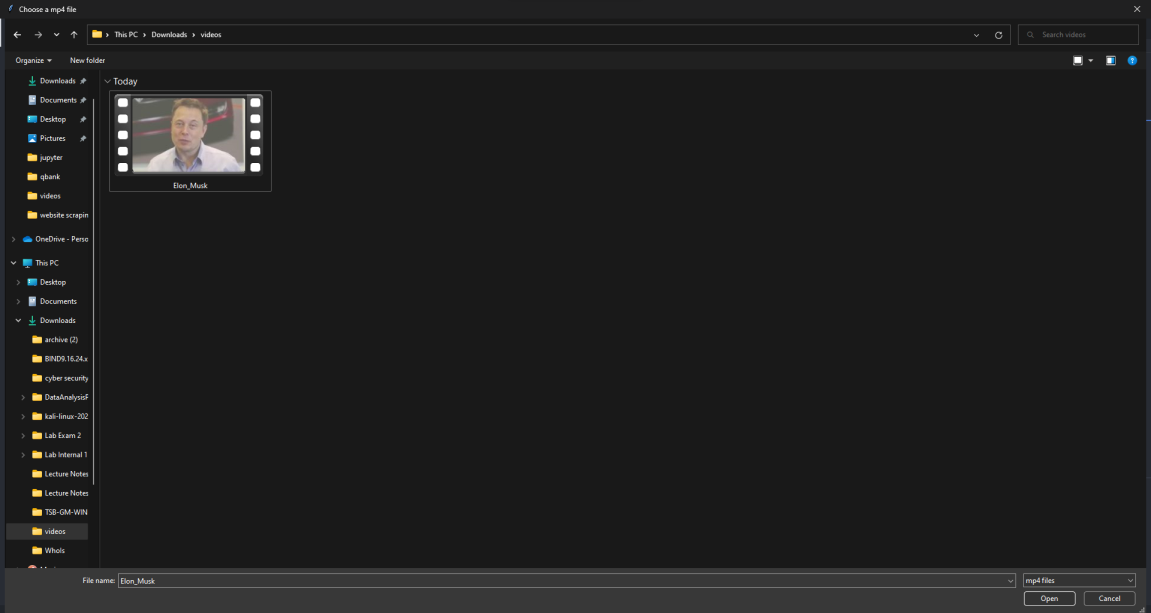 Choose a mp4 file
This PC > Downloads > videos
Search videos
Organize
New folder
Downloads
Documents
Desktop
Pictures
jupyter
qbank
videos
website scrapin
OneDrive - Perso
This PC
Desktop
Documents
Downloads
archive (2)
BIND9.16.24.x
cyber security
DataAnalysisF
kali-linux-202
Lab Exam 2
Lab Internal 1
Lecture Notes
Lecture Notes
TSB-GM-WIN
videos
WhoIs
Today
Elon_Musk
File name: Elon_Musk
mp4 files
Open
Cancel